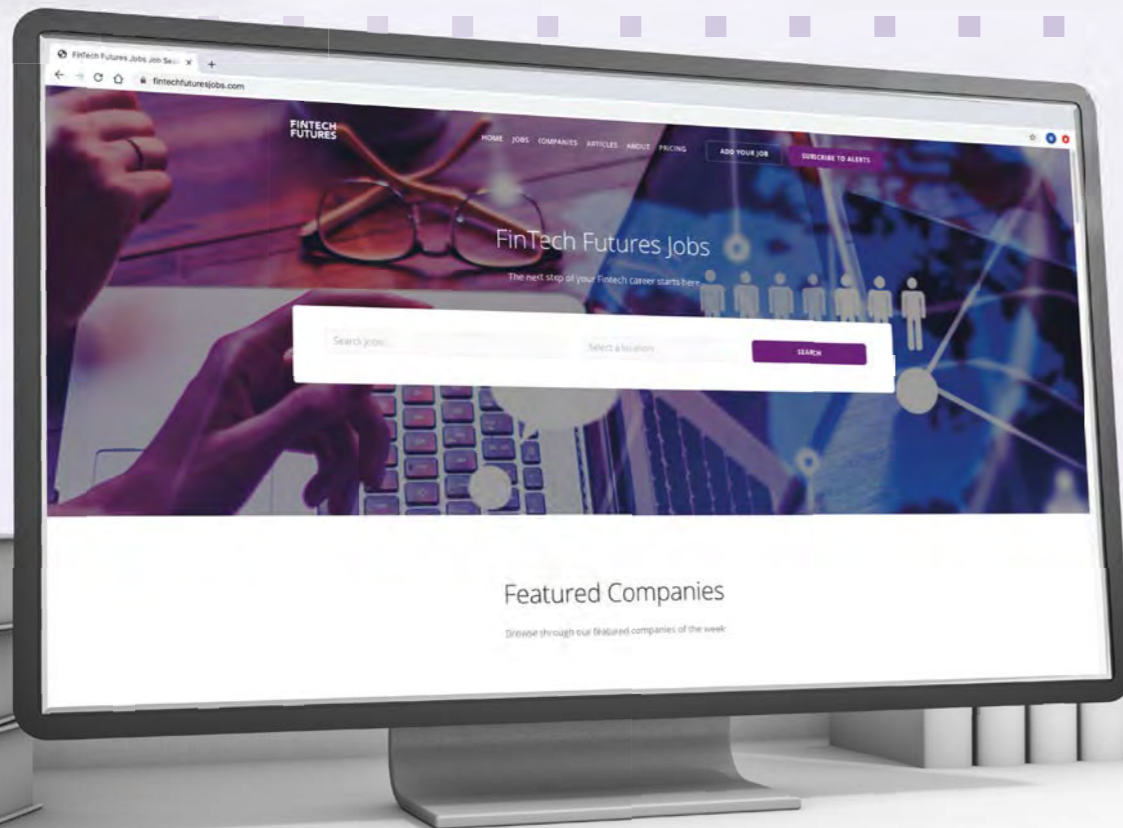 FinTech Futures Jobs Job Sea
fintechfuturesjobs.com
FINTECH
FUTURES
HOME JOBS COMPANIES ARTICLES ABOUT PRICING ADD YOUR JOB SUBSCRIBE TO ALERTS
FinTech Futures Jobs
The next step of your Fintech career starts here
Search jobs...
Select a location
SEARCH
Featured Companies
Browse through our featured companies of the week